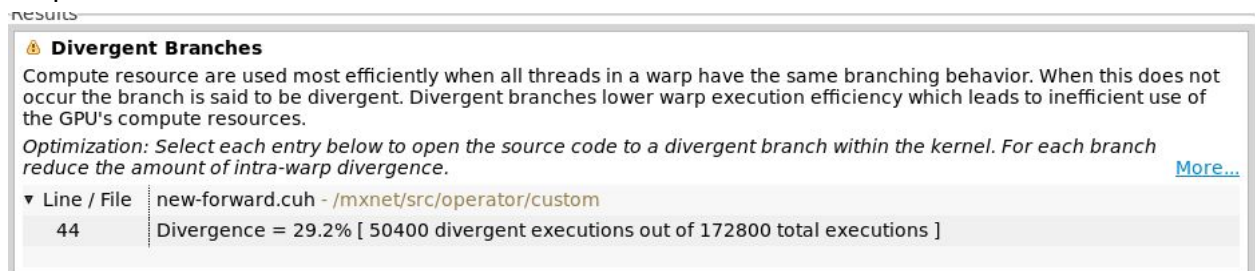 Results
Divergent Branches
Compute resource are used most efficiently when all threads in a warp have the same branching behavior. When this does not
occur the branch is said to be divergent. Divergent branches lower warp execution efficiency which leads to inefficient use of
the GPU's compute resources.
Optimization: Select each entry below to open the source code to a divergent branch within the kernel. For each branch
reduce the amount of intra-warp divergence. More...
▾ Line / File new-forward.cuh - /mxnet/src/operator/custom
44 Divergence = 29.2% [ 50400 divergent executions out of 172800 total executions ]